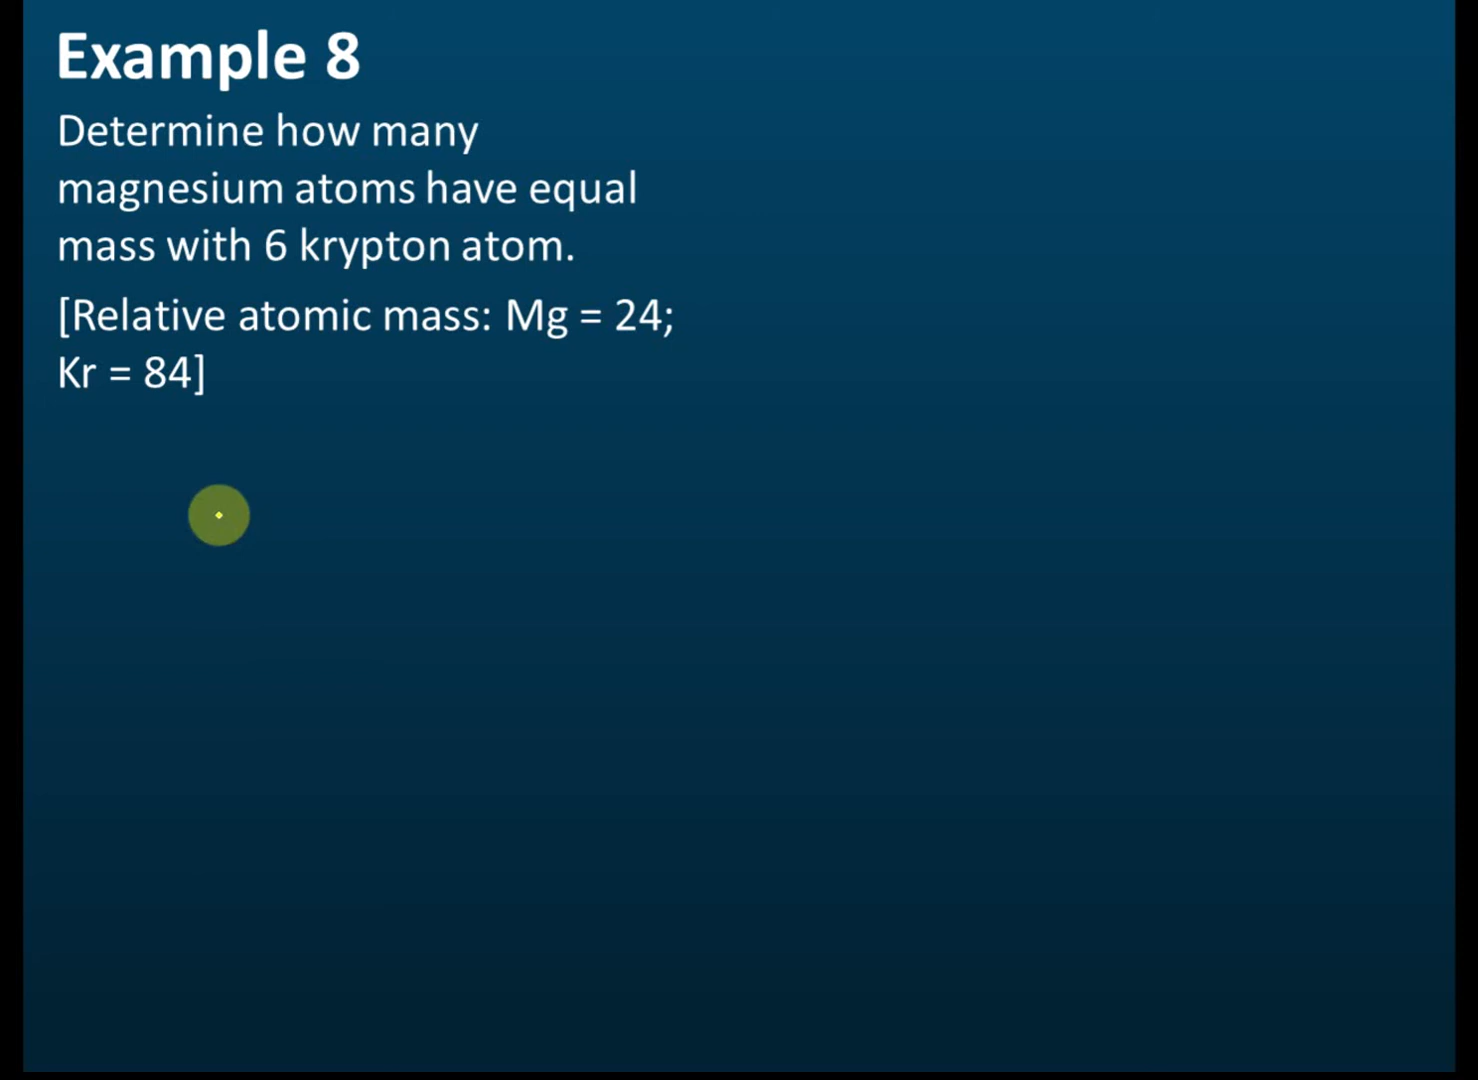 Example 8
Determine how many
magnesium atoms have equal
mass with 6 krypton atom.
[Relative atomic mass: Mg = 24;
Kr = 84]